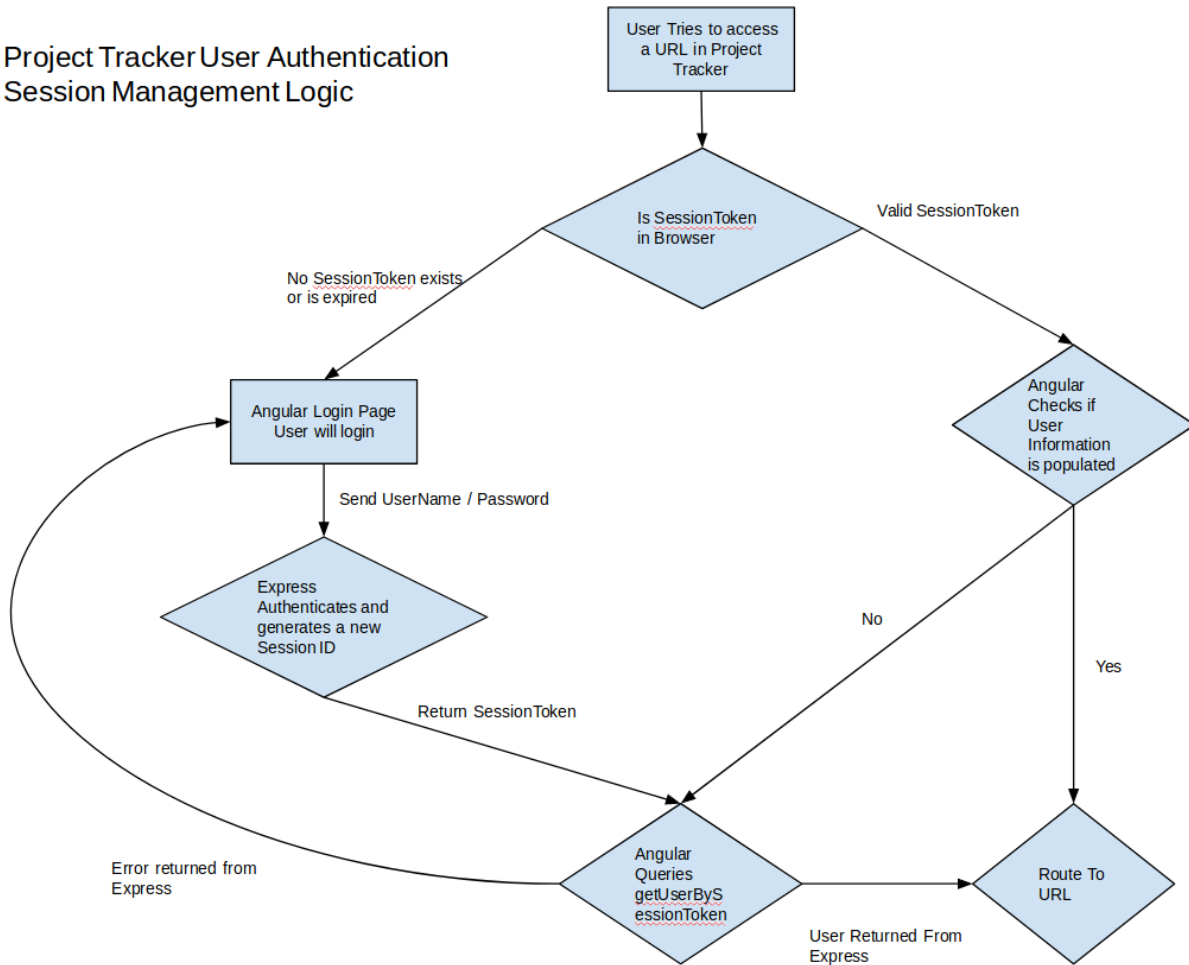 Project Tracker User Authentication
Session Management Logic
User Tries to access
a URL in Project
Tracker
Is SessionToken
in Browser
Valid SessionToken
No SessionToken exists
or is expired
Angular Login Page
User will login
Angular
Checks if
User
Information
is populated
Send UserName / Password
Express
Authenticates and
generates a new
Session ID
No
Yes
Return SessionToken
Error returned from
Express
Angular
Queries
getUserByS
essionToken
Route To
URL
User Returned From
Express